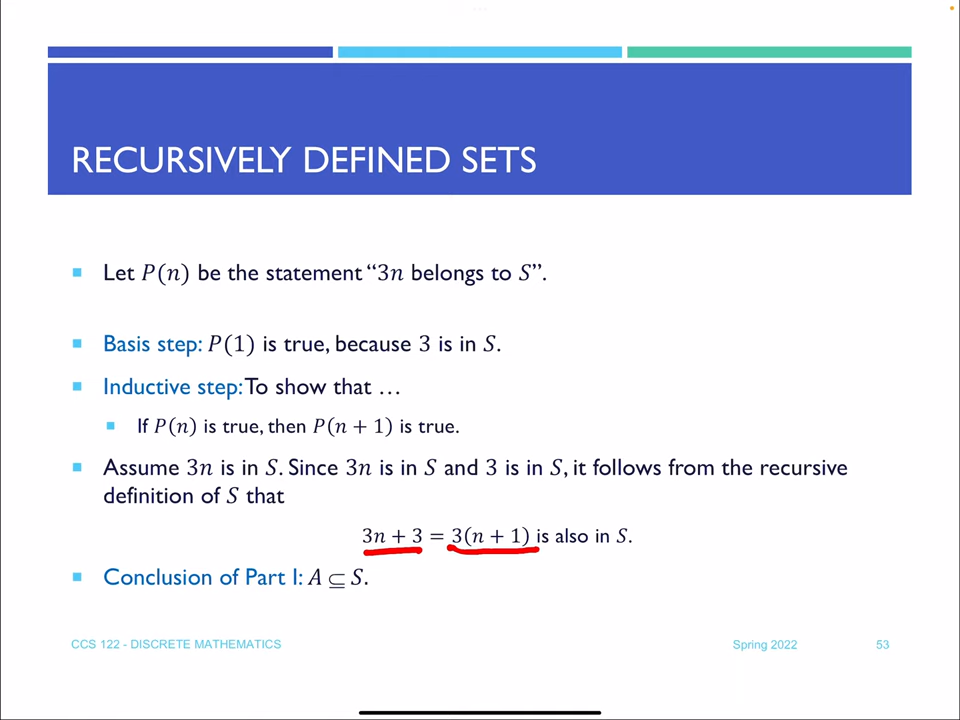 RECURSIVELY DEFINED SETS
Let P(n) be the statement “3n belongs to S”.
Basis step: P(1) is true, because 3 is in S.
Inductive step: To show that …
If P(n) is true, then P(n + 1) is true.
Assume 3n is in S. Since 3n is in S and 3 is in S, it follows from the recursive
definition of S that
3n + 3 = 3(n + 1) is also in S.
Conclusion of Part I: A ⊆ S.
CCS 122 - DISCRETE MATHEMATICS Spring 2022 53